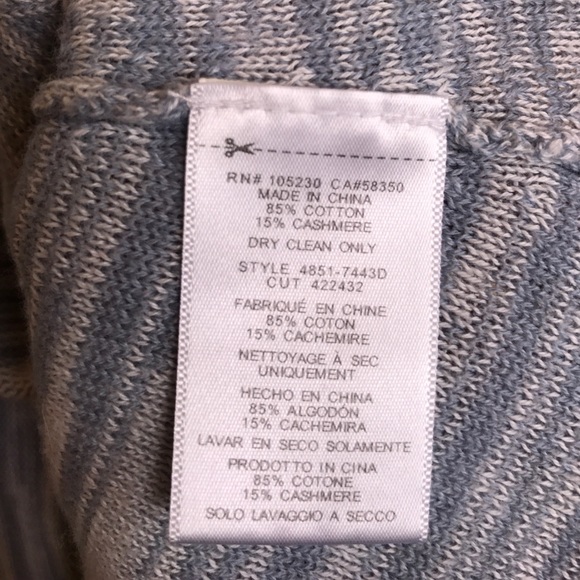 RN# 105230 CA#58350
MADE IN CHINA
85% COTTON
15% CASHMERE
DRY CLEAN ONLY
STYLE 4851-7443D
CUT 422432
FABRIQUÉ EN CHINE
85% COTON
15% CACHEMIRE
NETTOYAGE À SEC
UNIQUEMENT
HECHO EN CHINA
85% ALGODÓN
15% CACHEMIRA
LAVAR EN SECO SOLAMENTE
PRODOTTO IN CINA
85% COTONE
15% CASHMERE
SOLO LAVAGGIO A SECCO